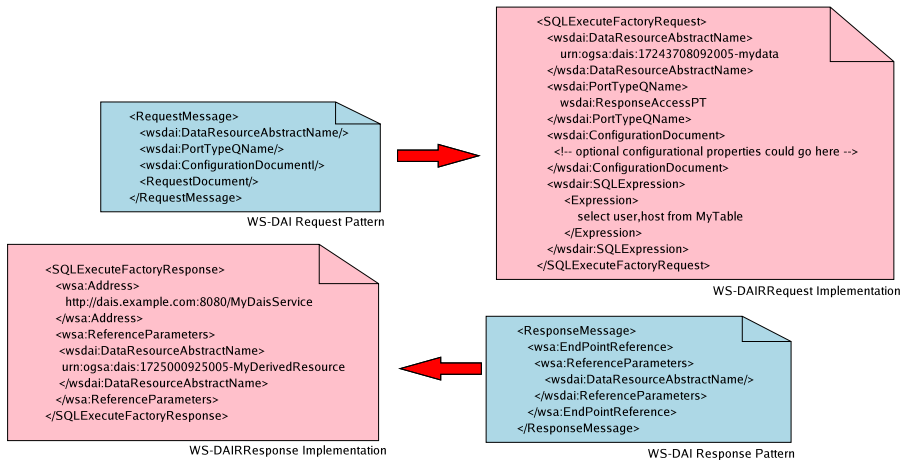 <RequestMessage>
<wsdai:DataResourceAbstractName/>
<wsdai:PortTypeQName/>
<wsdai:ConfigurationDocumentl/>
<RequestDocument/>
</RequestMessage>
WS-DAI Request Pattern
<SQLExecuteFactoryRequest>
<wsdai:DataResourceAbstractName>
urn:ogsa:dais:17243708092005-mydata
</wsda:DataResourceAbstractName>
<wsdai:PortTypeQName>
wsdai:ResponseAccessPT
</wsdai:PortTypeQName>
<wsdai:ConfigurationDocument>
<!-- optional configurational properties could go here -->
</wsdai:ConfigurationDocument>
<wsdair:SQLExpression>
<Expression>
select user,host from MyTable
</Expression>
</wsdair:SQLExpression>
</SQLExecuteFactoryRequest>
WS-DAIRRequest Implementation
<SQLExecuteFactoryResponse>
<wsa:Address>
http://dais.example.com:8080/MyDaisService
</wsa:Address>
<wsa:ReferenceParameters>
<wsdai:DataResourceAbstractName>
urn:ogsa:dais:1725000925005-MyDerivedResource
</wsdai:DataResourceAbstractName>
</wsa:ReferenceParameters>
</SQLExecuteFactoryResponse>
WS-DAIRResponse Implementation
<ResponseMessage>
<wsa:EndPointReference>
<wsa:ReferenceParameters>
<wsdai:DataResourceAbstractName/>
</wsdai:ReferenceParameters>
</wsa:EndPointReference>
</ResponseMessage>
WS-DAI Response Pattern